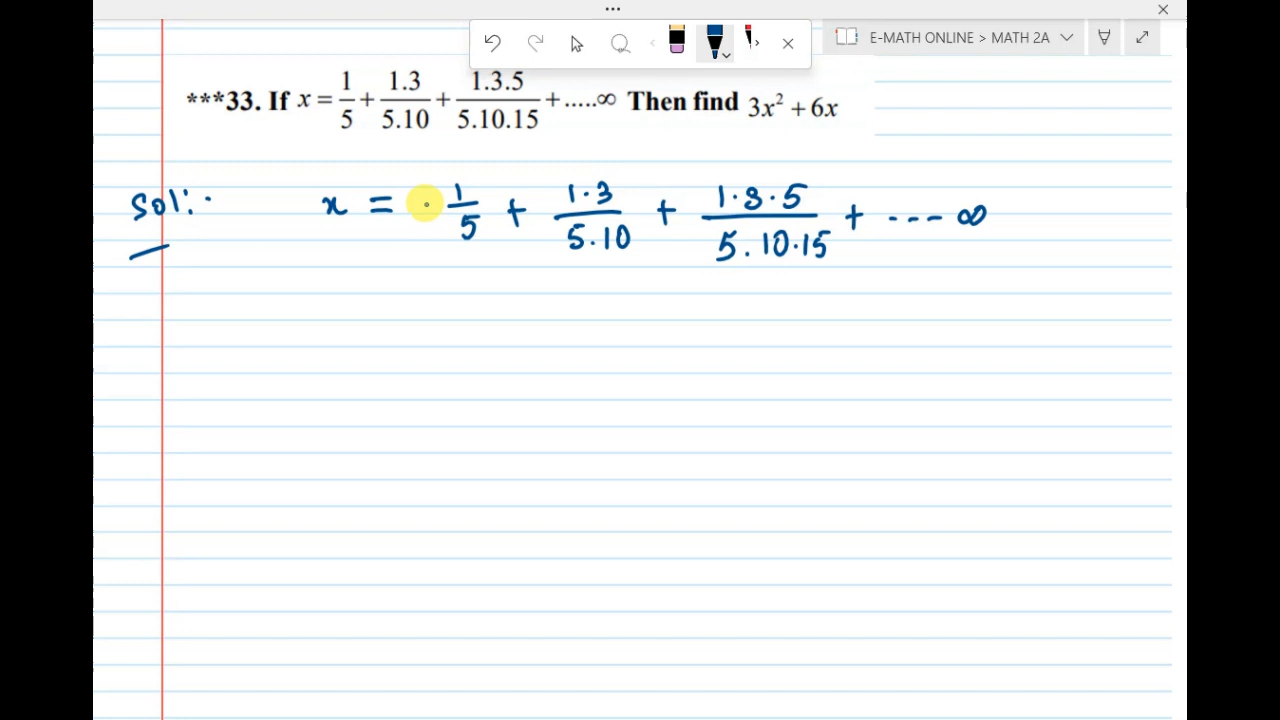 E-MATH ONLINE > MATH 2A
***33. If x = 1/5 + 1.3/5.10 + 1.3.5/5.10.15 + .....∞ Then find 3x² + 6x
Sol:- x = 1/5 + 1·3/5·10 + 1·3·5/5.10·15 + ---- ∞